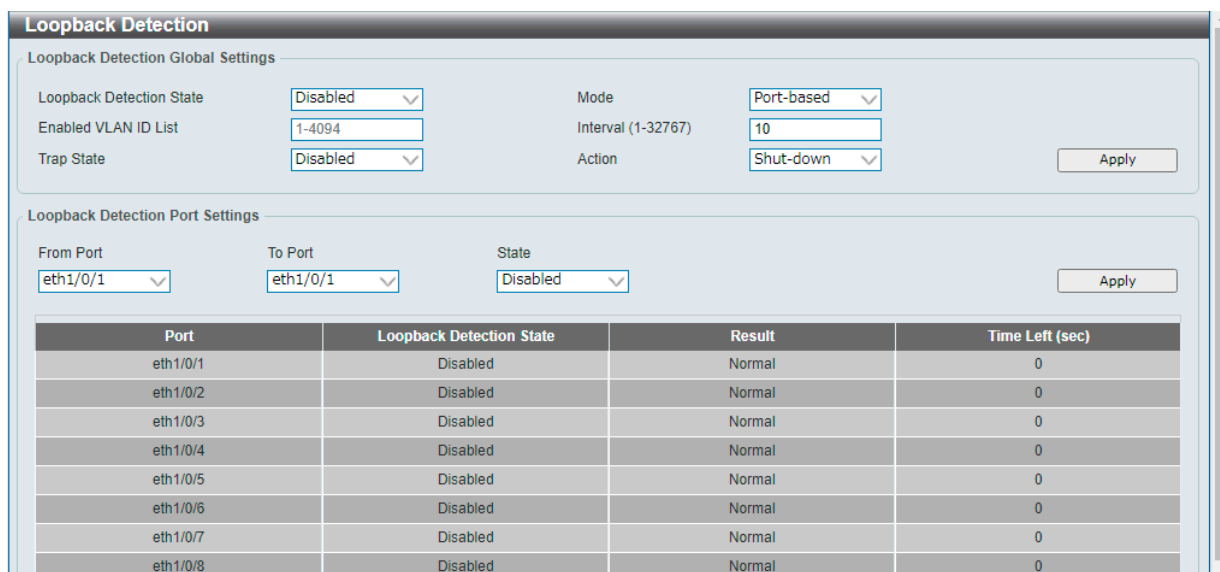 Loopback Detection
Loopback Detection Global Settings
Loopback Detection State Disabled Mode Port-based
Enabled VLAN ID List 1-4094 Interval (1-32767) 10
Trap State Disabled Action Shut-down Apply
Loopback Detection Port Settings
From Port To Port State
eth1/0/1 eth1/0/1 Disabled Apply
Port Loopback Detection State Result Time Left (sec)
eth1/0/1 Disabled Normal 0
eth1/0/2 Disabled Normal 0
eth1/0/3 Disabled Normal 0
eth1/0/4 Disabled Normal 0
eth1/0/5 Disabled Normal 0
eth1/0/6 Disabled Normal 0
eth1/0/7 Disabled Normal 0
eth1/0/8 Disabled Normal 0